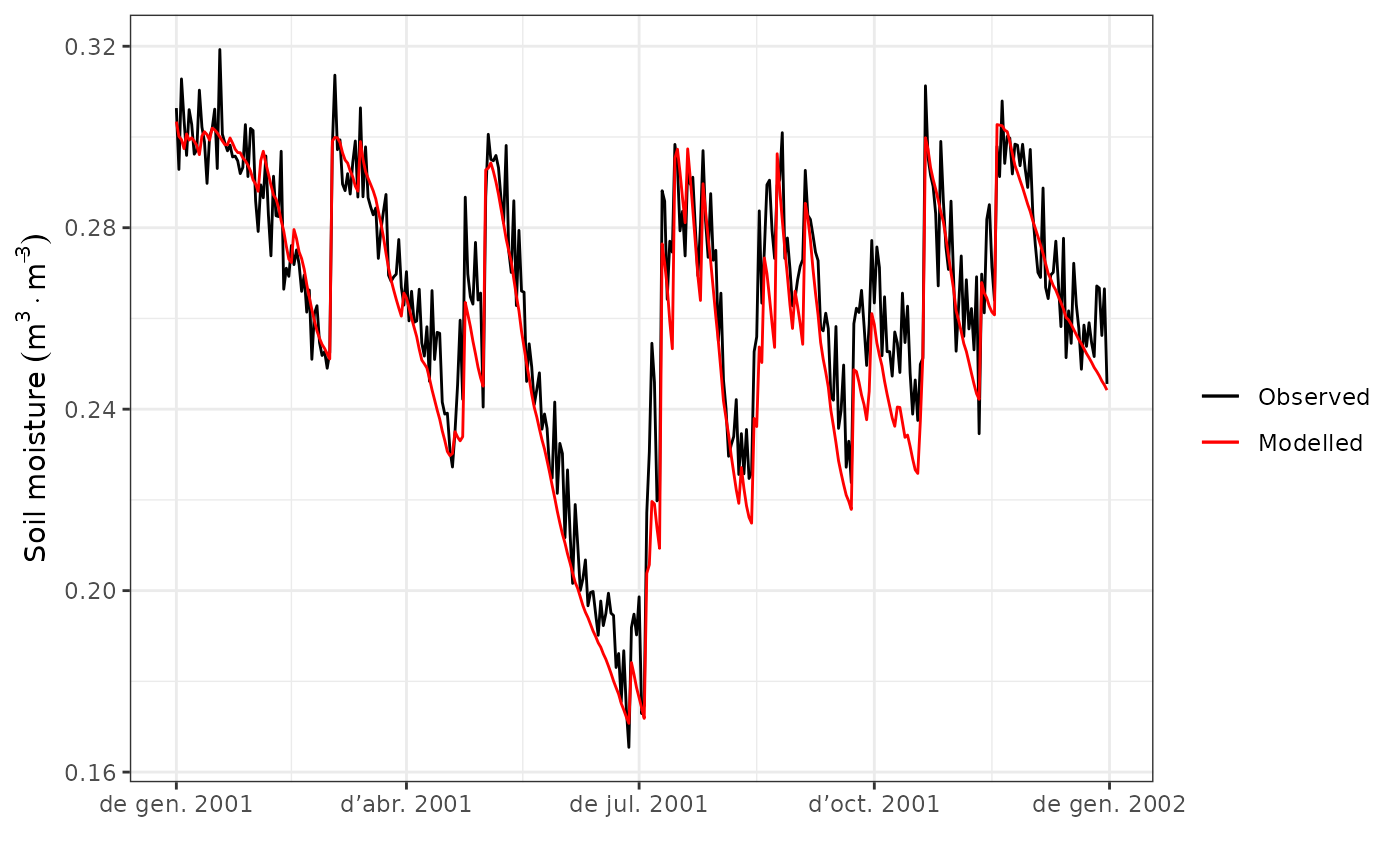 0.32
0.28
0.24
0.20
0.16
Soil moisture (m³ · m⁻³)
de gen. 2001 d’abr. 2001 de jul. 2001 d’oct. 2001 de gen. 2002
Observed
Modelled